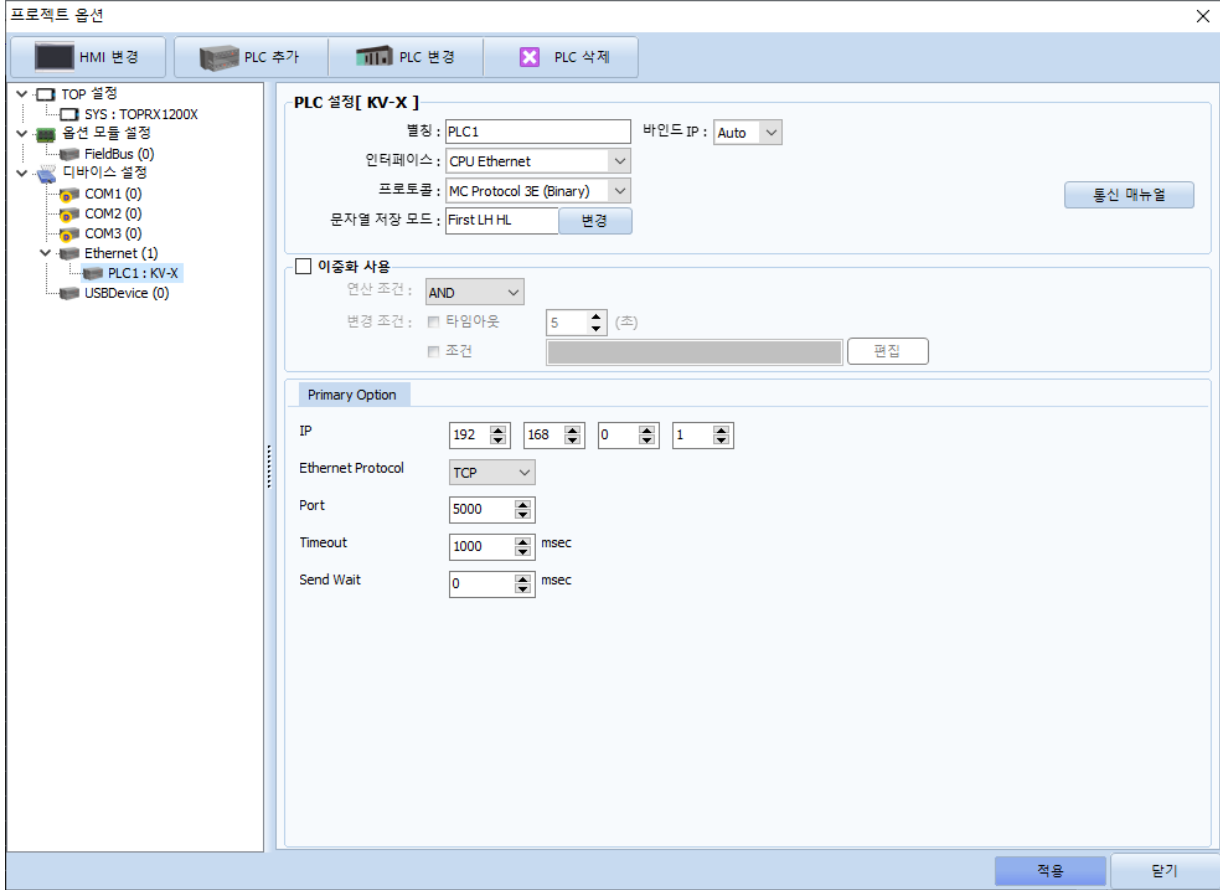 프로젝트 옵션
HMI 변경 PLC 추가 PLC 변경 PLC 삭제
TOP 설정
SYS : TOPRX1200X
옵션 모듈 설정
FieldBus (0)
디바이스 설정
COM1 (0)
COM2 (0)
COM3 (0)
Ethernet (1)
PLC1 : KV-X
USBDevice (0)
PLC 설정[ KV-X ]
별칭 : PLC1 바인드 IP : Auto
인터페이스 : CPU Ethernet
프로토콜 : MC Protocol 3E (Binary) 통신 매뉴얼
문자열 저장 모드 : First LH HL 변경
이중화 사용
연산 조건 : AND
변경 조건 : 타임아웃 5 (초)
조건 편집
Primary Option
IP 192 168 0 1
Ethernet Protocol TCP
Port 5000
Timeout 1000 msec
Send Wait 0 msec
적용 닫기